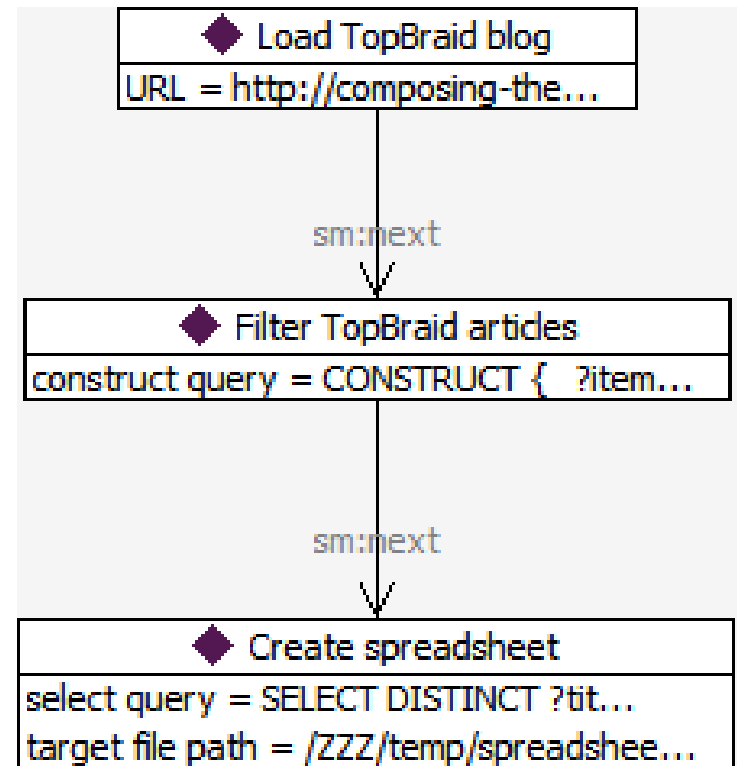 Load TopBraid blog
URL = http://composing-the...
sm:next
Filter TopBraid articles
construct query = CONSTRUCT {   ?item...
sm:next
Create spreadsheet
select query = SELECT DISTINCT ?tit...
target file path = /ZZZ/temp/spreadshee...